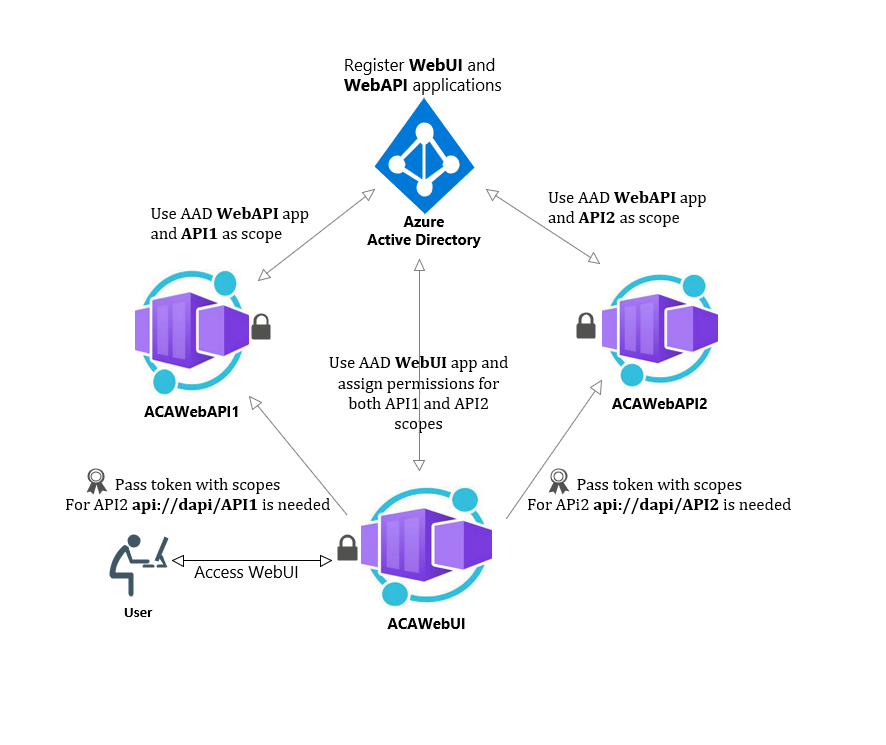 Register WebUI and
WebAPI applications
Azure
Active Directory
Use AAD WebAPI app
and API1 as scope
Use AAD WebAPI app
and API2 as scope
ACAWebAPI1
Use AAD WebUI app and
assign permissions for
both API1 and API2
scopes
ACAWebAPI2
Pass token with scopes
For API2 api://dapi/API1 is needed
Pass token with scopes
For APi2 api://dapi/API2 is needed
Access WebUI
User
ACAWebUI